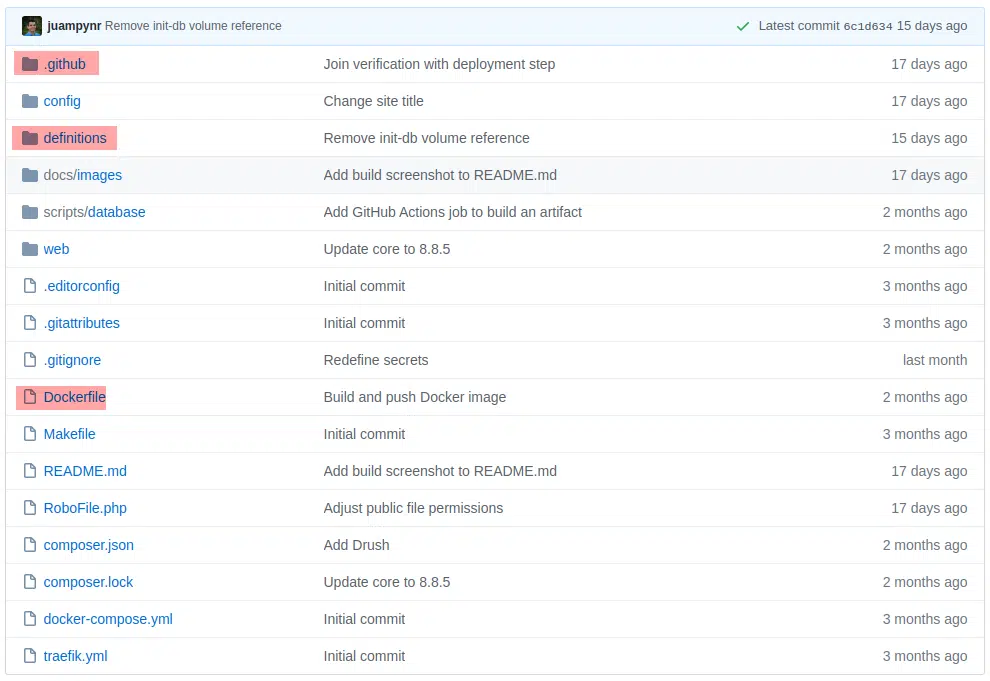 juampynr Remove init-db volume reference Latest commit 6c1d634 15 days ago
.github Join verification with deployment step 17 days ago
config Change site title 17 days ago
definitions Remove init-db volume reference 15 days ago
docs/images Add build screenshot to README.md 17 days ago
scripts/database Add GitHub Actions job to build an artifact 2 months ago
web Update core to 8.8.5 2 months ago
.editorconfig Initial commit 3 months ago
.gitattributes Initial commit 3 months ago
.gitignore Redefine secrets last month
Dockerfile Build and push Docker image 2 months ago
Makefile Initial commit 3 months ago
README.md Add build screenshot to README.md 17 days ago
RoboFile.php Adjust public file permissions 17 days ago
composer.json Add Drush 2 months ago
composer.lock Update core to 8.8.5 2 months ago
docker-compose.yml Initial commit 3 months ago
traefik.yml Initial commit 3 months ago